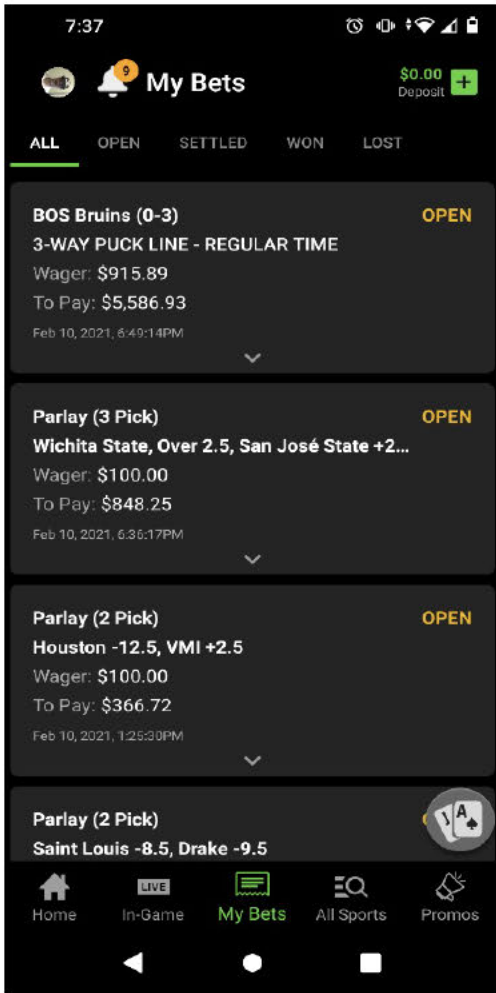 7:37
9
My Bets
$0.00
Deposit
ALL OPEN SETTLED WON LOST
BOS Bruins (0-3) OPEN
3-WAY PUCK LINE - REGULAR TIME
Wager: $915.89
To Pay: $5,586.93
Feb 10, 2021, 6:49:14PM
Parlay (3 Pick) OPEN
Wichita State, Over 2.5, San José State +2...
Wager: $100.00
To Pay: $848.25
Feb 10, 2021, 6:36:17PM
Parlay (2 Pick) OPEN
Houston -12.5, VMI +2.5
Wager: $100.00
To Pay: $366.72
Feb 10, 2021, 1:25:30PM
Parlay (2 Pick)
Saint Louis -8.5, Drake -9.5
A
LIVE
Home In-Game My Bets All Sports Promos